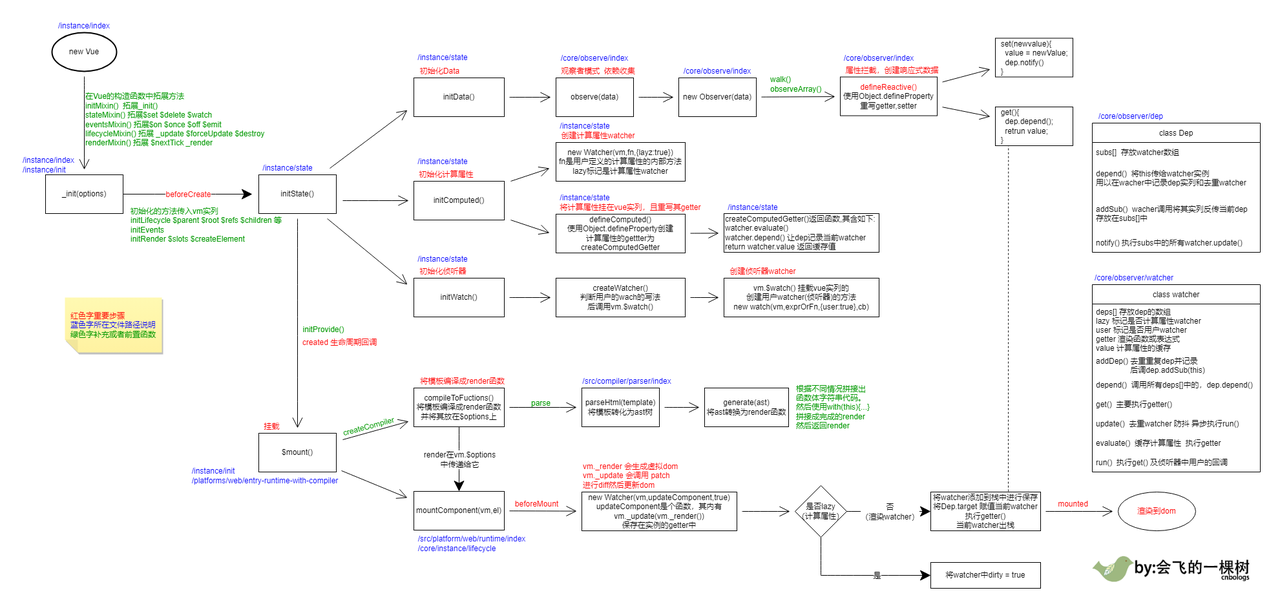 /instance/index
new Vue
在Vue的构造函数中拓展方法
initMixin() 拓展_init()
stateMixin() 拓展$set $delete $watch
eventsMixin() 拓展$on $once $off $emit
lifecycleMixin() 拓展 _update $forceUpdate $destroy
renderMixin() 拓展 $nextTick _render
/instance/index
/instance/init
_init(options)
beforeCreate
初始化的方法传入vm实列
initLifecycle $parent $root $refs $children 等
initEvents
initRender $slots $createElement
/instance/state
initState()
/instance/state
初始化Data
initData()
/core/observe/index
观察者模式 依赖收集
observe(data)
/core/observe/index
new Observer(data)
walk()
observeArray()
/core/observer/index
属性拦截，创建响应式数据
defineReactive()
使用Object.defineProperty
重写getter,setter
set(newvalue){
value = newValue;
dep.notify()
}
get(){
dep.depend();
retrun value;
}
/instance/state
创建计算属性watcher
new Watcher(vm,fn,{layz:true})
fn是用户定义的计算属性的内部方法
lazy标记是计算属性watcher
/instance/state
初始化计算属性
initComputed()
/instance/state
将计算属性挂在vue实列，且重写其getter
defineComputed()
使用Object.defineProperty创建
计算属性的gettter为
createComputedGetter
/instance/state
createComputedGetter()返回函数,其含如下:
watcher.evaluate()
watcher.depend() 让dep记录当前watcher
return watcher.value 返回缓存值
/instance/state
初始化侦听器
initWatch()
createWatcher()
判断用户的wach的写法
后调用vm.$watch()
创建侦听器watcher
vm.$watch() 挂载vue实列的
创建用户watcher(侦听器)的方法
new watch(vm,exprOrFn,{user:true},cb)
/core/observer/dep
class Dep
subs[] 存放watcher数组
depend() 将this传给watcher实例
用以在wacher中记录dep实列和去重watcher
addSub() wacher调用将其实列反传当前dep
存放在subs[]中
notify() 执行subs中的所有watcher.update()
/core/observer/watcher
class watcher
deps[] 存放dep的数组
lazy 标记是否计算属性watcher
user 标记是否用户watcher
getter 渲染函数或表达式
value 计算属性的缓存
addDep() 去重重复dep并记录
后调dep.addSub(this)
depend() 调用所有deps[]中的，dep.depend()
get() 主要执行getter()
update() 去重watcher 防抖 异步执行run()
evaluate() 缓存计算属性 执行getter
run() 执行get() 及侦听器中用户的回调
红色字重要步骤
蓝色字所在文件路径说明
绿色字补充或者前置函数
initProvide()
created 生命周期回调
挂载
$mount()
/instance/init
/platforms/web/entry-runtime-with-compiler
createCompiler
将模板编译成render函数
compileToFuctions()
将模板编译成render函数
并将其放在$options上
parse
/src/compiler/parser/index
parseHtml(template)
将模板转化为ast树
generate(ast)
将ast转换为render函数
根据不同情况拼接出
函数体字符串代码。
然后使用with(this){...}
拼接成完成的render
然后返回render
render在vm.$options
中传递给它
mountComponent(vm,el)
/src/platform/web/runtime/index
/core/instance/lifecycle
beforeMount
vm._render 会生成虚拟dom
vm._update 会调用 patch
进行diff然后更新dom
new Watcher(vm,updateComponent,true)
updateComponent是个函数，其内有
vm._update(vm._render())
保存在实例的getter中
是否lazy
(计算属性)
否
(渲染watcher)
将watcher添加到栈中进行保存
将Dep.target 赋值当前watcher
执行getter()
当前watcher出栈
mounted
渲染到dom
是
将watcher中dirty = true
by:会飞的一棵树
cnbologs